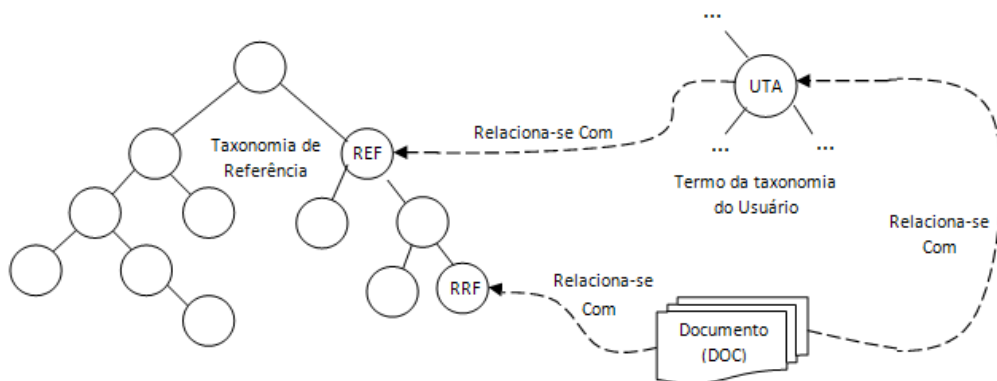 ...
UTA
...
...
Termo da taxonomia
do Usuário
Relaciona-se Com
Taxonomia de
Referência
REF
Relaciona-se
Com
RRF
Relaciona-se
Com
Documento
(DOC)